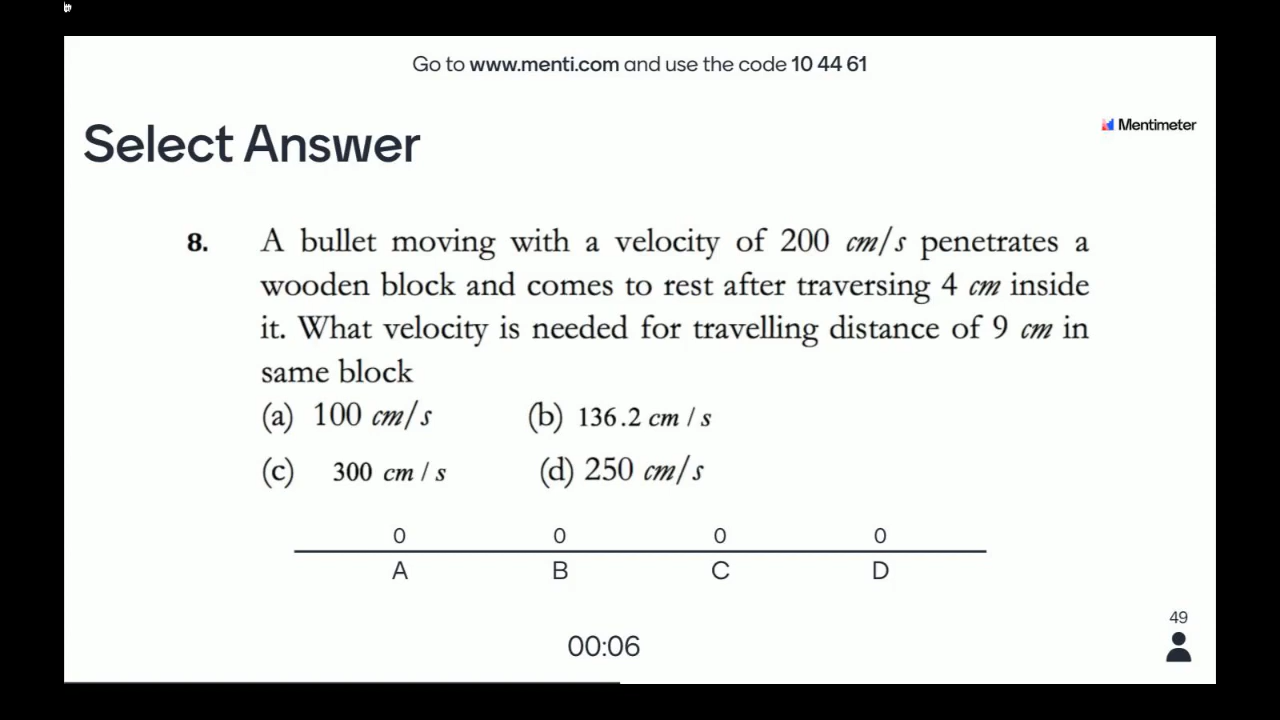 Go to www.menti.com and use the code 10 44 61
Select Answer
Mentimeter
8. A bullet moving with a velocity of 200 cm/s penetrates a
wooden block and comes to rest after traversing 4 cm inside
it. What velocity is needed for travelling distance of 9 cm in
same block
(a) 100 cm/s (b) 136.2 cm / s
(c) 300 cm / s (d) 250 cm/s
0 0 0 0
A B C D
49
00:06